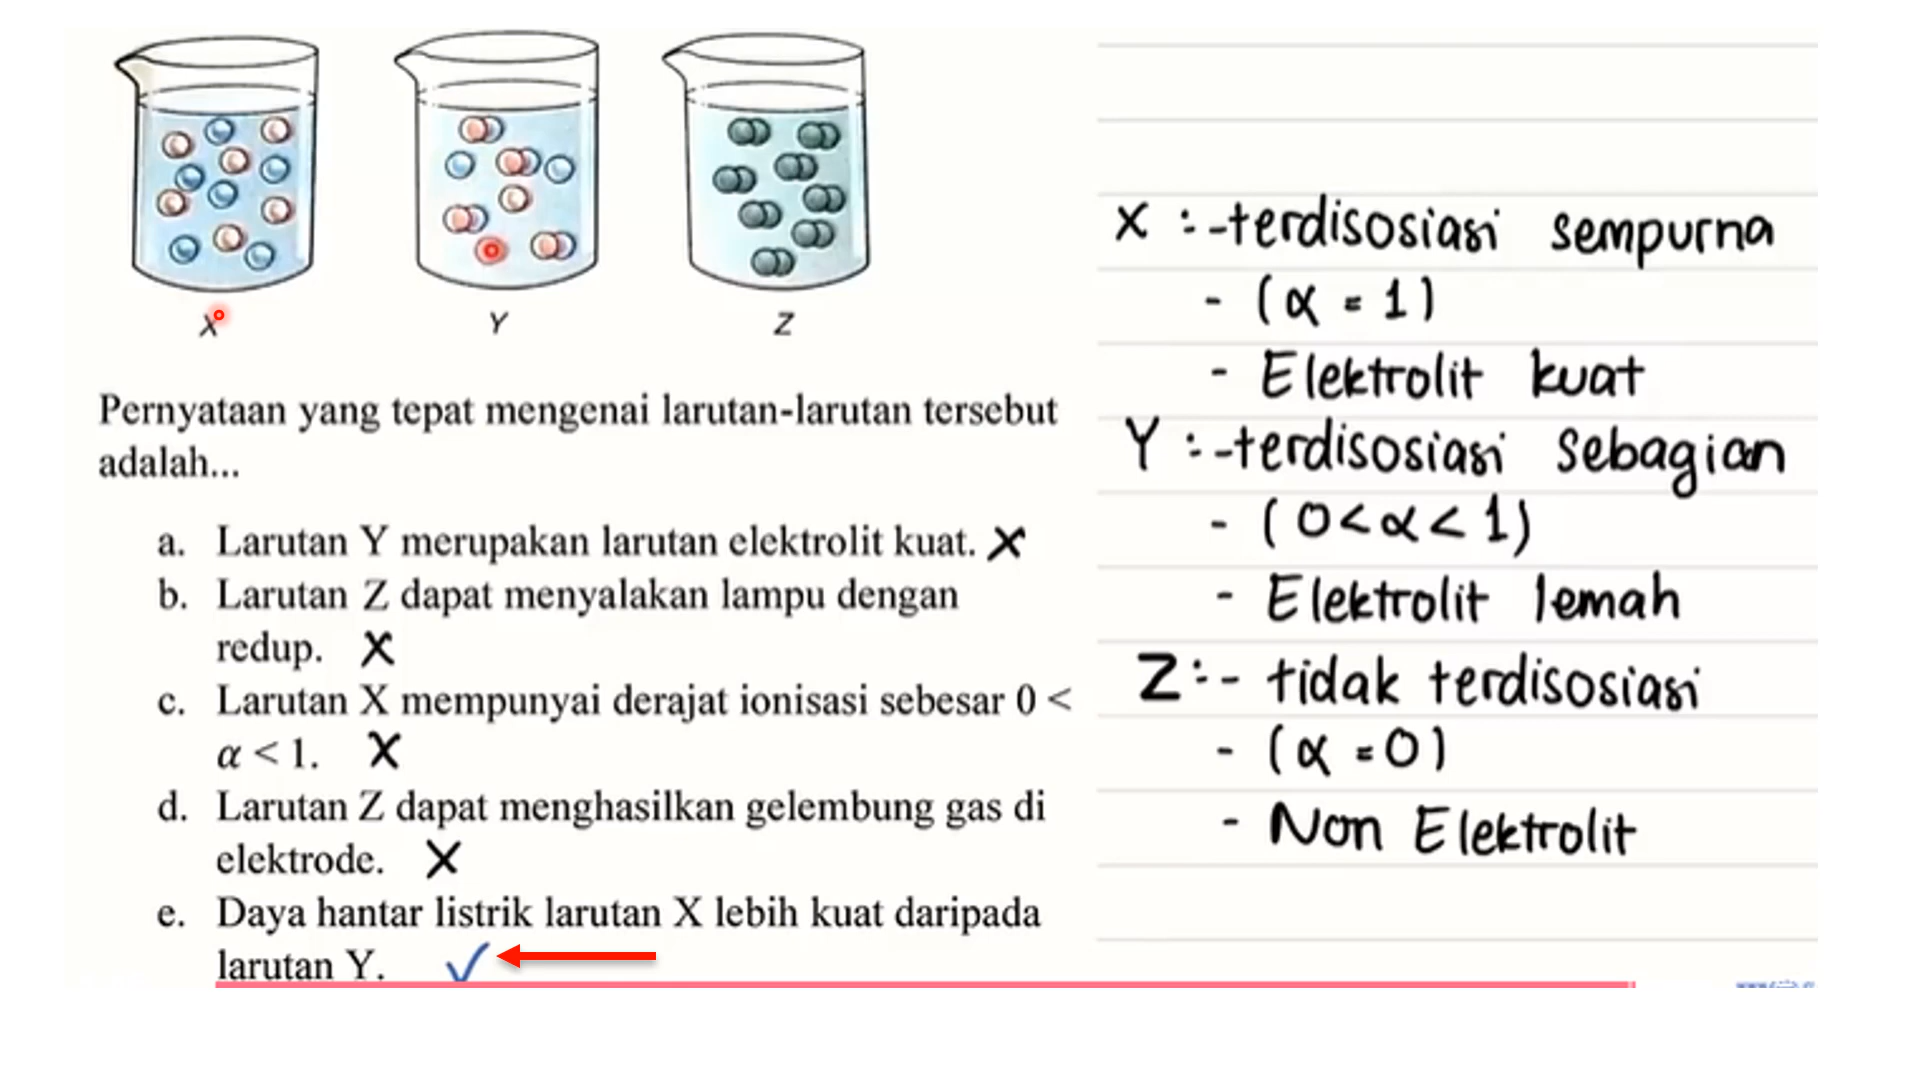 X
Y
Z
Pernyataan yang tepat mengenai larutan-larutan tersebut
adalah...
a. Larutan Y merupakan larutan elektrolit kuat. X
b. Larutan Z dapat menyalakan lampu dengan
redup. X
c. Larutan X mempunyai derajat ionisasi sebesar 0 <
α < 1. X
d. Larutan Z dapat menghasilkan gelembung gas di
elektrode. X
e. Daya hantar listrik larutan X lebih kuat daripada
larutan Y. ✓
X :-terdisosiasi sempurna
- (α = 1)
- Elektrolit kuat
Y :-terdisosiasi sebagian
- (0<α<1)
- Elektrolit lemah
Z :- tidak terdisosiasi
- (α =0)
- Non Elektrolit